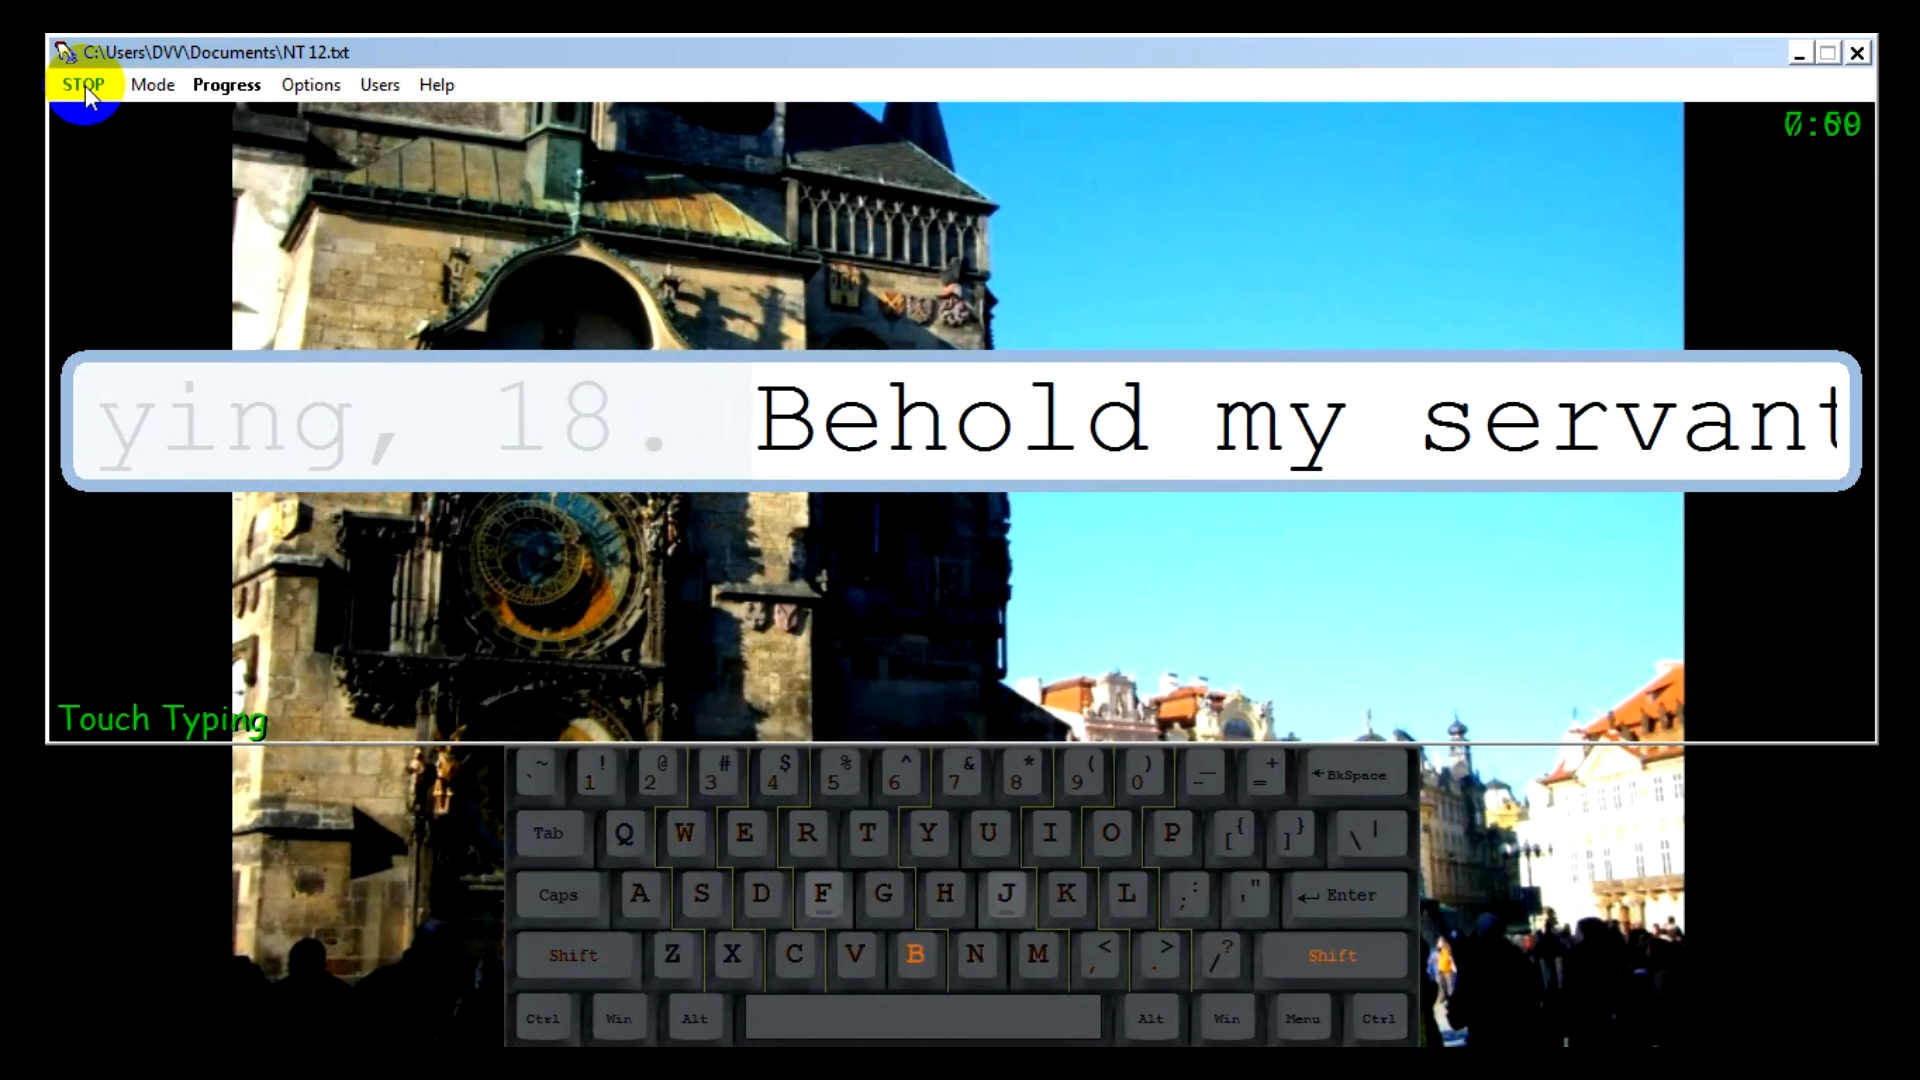 C:\Users\DVV\Documents\NT 12.txt
STOP Mode Progress Options Users Help
ying, 18. Behold my servant
Touch Typing
` ~ ! 1 @ 2 # 3 $ 4 % 5 ^ 6 & 7 * 8 ( 9 ) 0 _ - + = ←BkSpace
Tab Q W E R T Y U I O P [ { ] } \ |
Caps A S D F G H J K L ; : ' " ↵ Enter
Shift Z X C V B N M , < . > / ? Shift
Ctrl Win Alt Alt Win Menu Ctrl